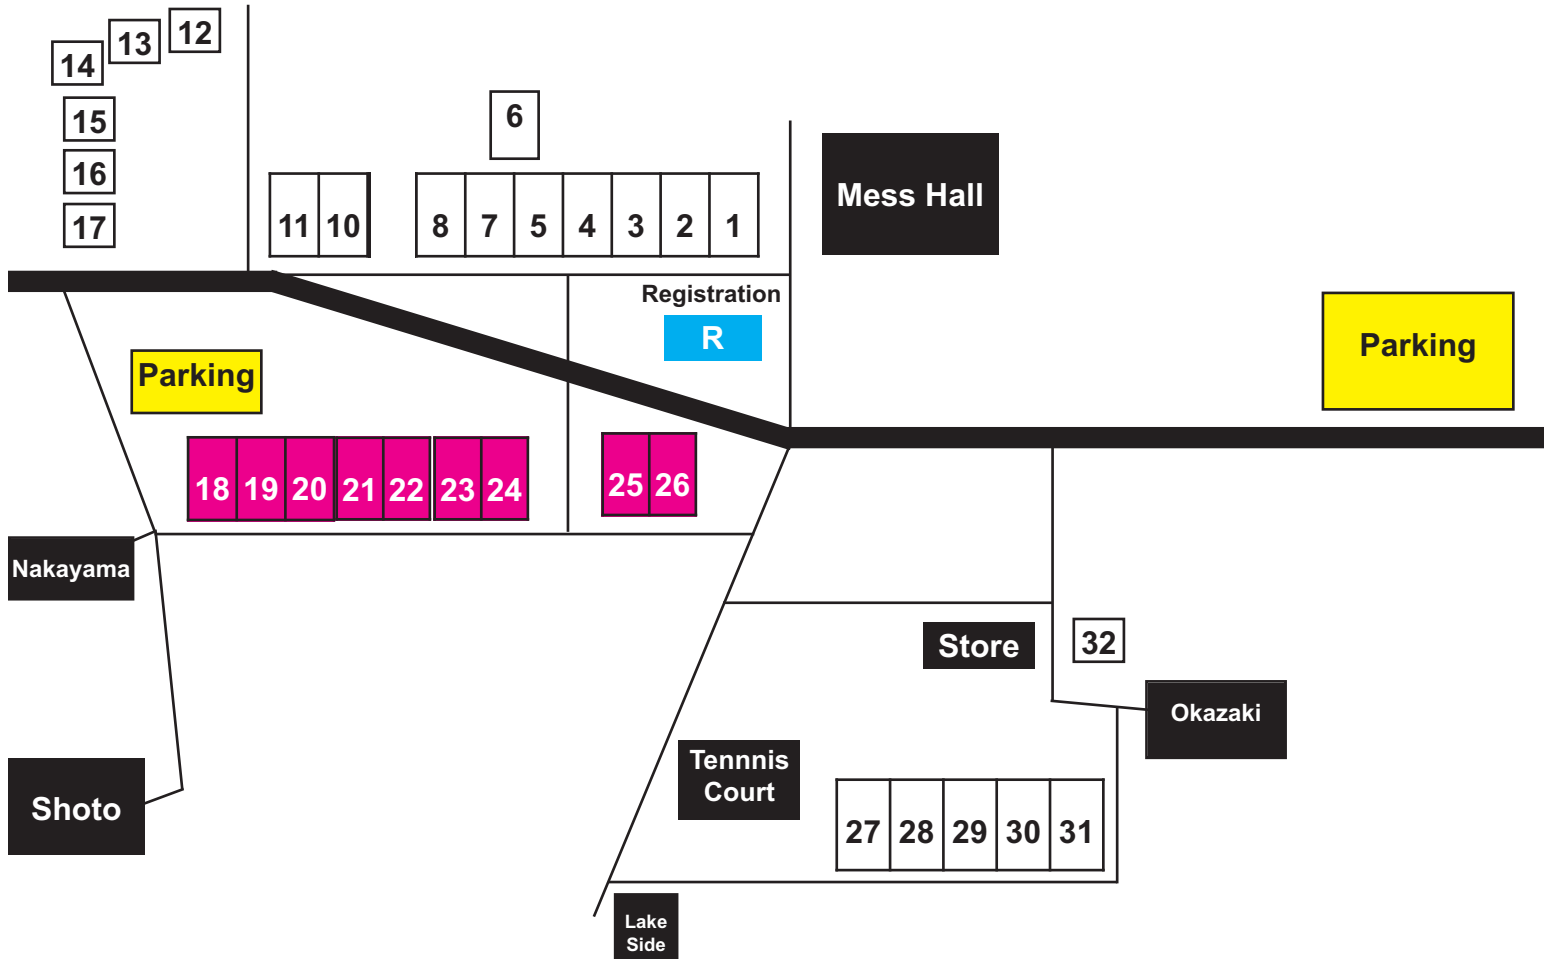 12
13
14
15
16
17
6
11 10
8 7 5 4 3 2 1
Mess Hall
Registration
R
Parking
Parking
18 19 20 21 22 23 24
25 26
Nakayama
Store
32
Okazaki
Shoto
Tennnis
Court
27 28 29 30 31
Lake
Side